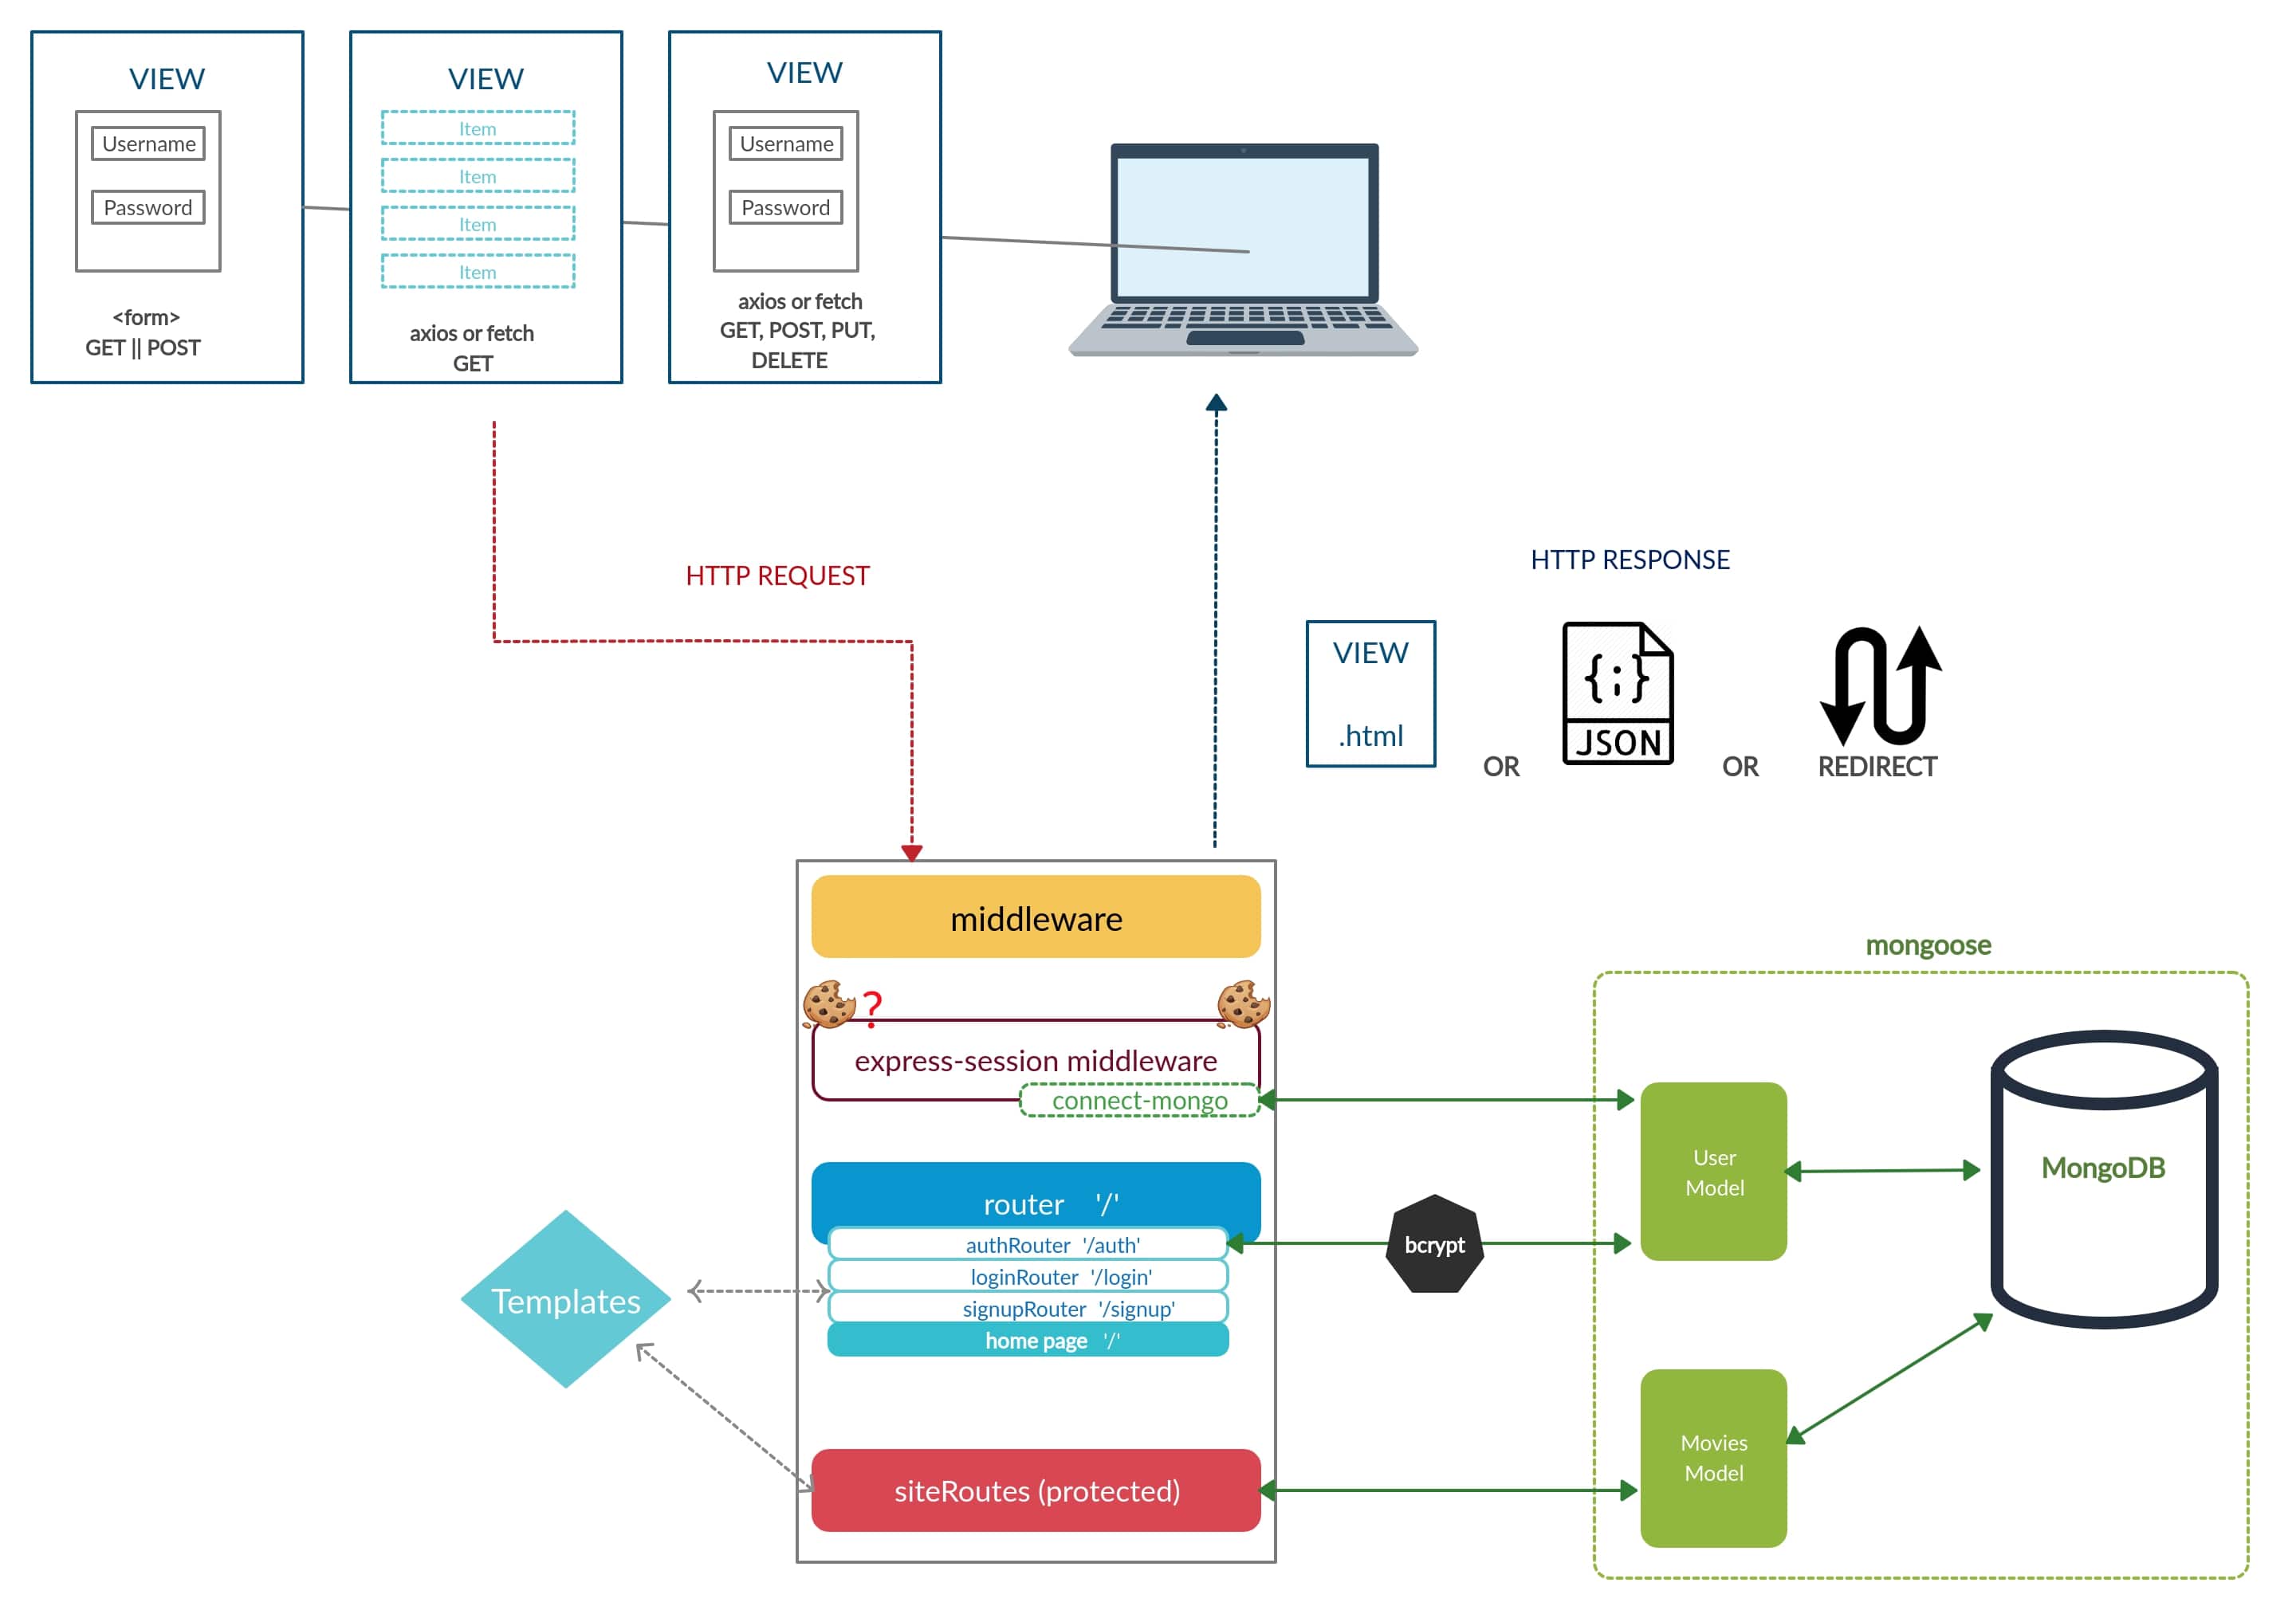 VIEW
Username
Password
<form>
GET || POST
VIEW
Item
Item
Item
Item
axios or fetch
GET
VIEW
Username
Password
axios or fetch
GET, POST, PUT,
DELETE
HTTP REQUEST
HTTP RESPONSE
VIEW
.html
OR
{;}
JSON
OR
REDIRECT
middleware
?
express-session middleware
connect-mongo
router '/'
authRouter '/auth'
loginRouter '/login'
signupRouter '/signup'
home page '/'
siteRoutes (protected)
Templates
bcrypt
mongoose
User
Model
MongoDB
Movies
Model